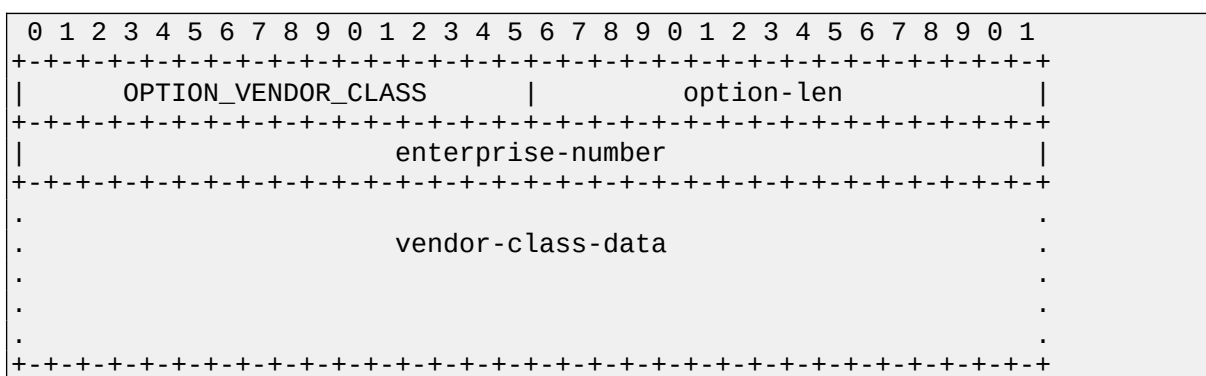 0 1 2 3 4 5 6 7 8 9 0 1 2 3 4 5 6 7 8 9 0 1 2 3 4 5 6 7 8 9 0 1
+-+-+-+-+-+-+-+-+-+-+-+-+-+-+-+-+-+-+-+-+-+-+-+-+-+-+-+-+-+-+-+-+
|      OPTION_VENDOR_CLASS      |         option-len            |
+-+-+-+-+-+-+-+-+-+-+-+-+-+-+-+-+-+-+-+-+-+-+-+-+-+-+-+-+-+-+-+-+
|                       enterprise-number                       |
+-+-+-+-+-+-+-+-+-+-+-+-+-+-+-+-+-+-+-+-+-+-+-+-+-+-+-+-+-+-+-+-+
.                                                               .
.                       vendor-class-data                       .
.                                                               .
.                                                               .
.                                                               .
+-+-+-+-+-+-+-+-+-+-+-+-+-+-+-+-+-+-+-+-+-+-+-+-+-+-+-+-+-+-+-+-+